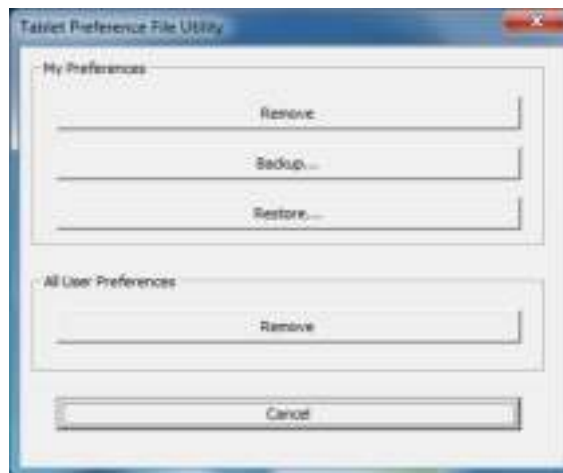 Tablet Preference File Utility
My Preferences
Remove
Backup...
Restore...
All User Preferences
Remove
Cancel